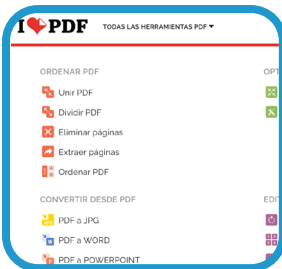 I PDF
TODAS LAS HERRAMIENTAS PDF
ORDENAR PDF
OPT
Unir PDF
Dividir PDF
Eliminar páginas
Extraer páginas
Ordenar PDF
CONVERTIR DESDE PDF
EDI
PDF a JPG
PDF a WORD
PDF a POWERPOINT